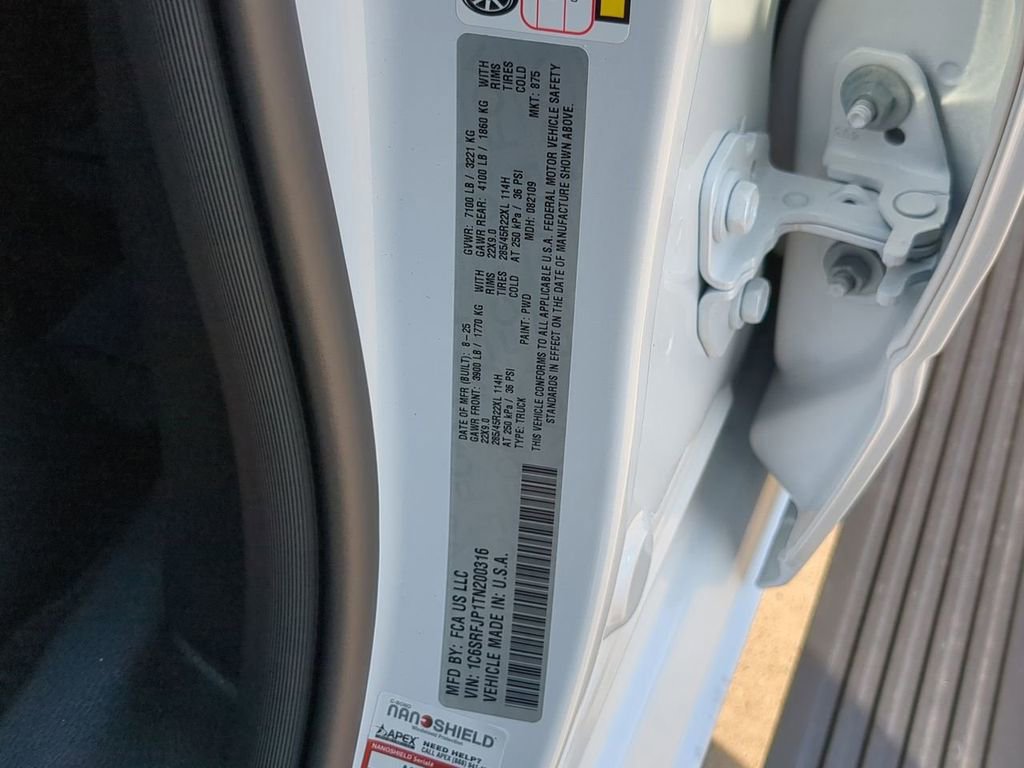 MFD BY: FCA US LLC
VIN: 1C6SRFJP1TN200316
VEHICLE MADE IN: U.S.A.
DATE OF MFR (BUILT): 8-25 GVWR: 7100 LB / 3221 KG
GAWR FRONT: 3900 LB / 1770 KG WITH GAWR REAR: 4100 LB / 1860 KG WITH
22X9.0 RIMS 22X9.0 RIMS
285/45R22XL 114H TIRES 285/45R22XL 114H TIRES
AT 250 kPa / 36 PSI COLD AT 250 kPa / 36 PSI COLD
TYPE: TRUCK PAINT: PWD MDH: 082109 MKT: 875
THIS VEHICLE CONFORMS TO ALL APPLICABLE U.S.A. FEDERAL MOTOR VEHICLE SAFETY
STANDARDS IN EFFECT ON THE DATE OF MANUFACTURE SHOWN ABOVE.
NANOSHIELD
APEX NEED HELP?
CALL APEX
NANOSHIELD Serial#